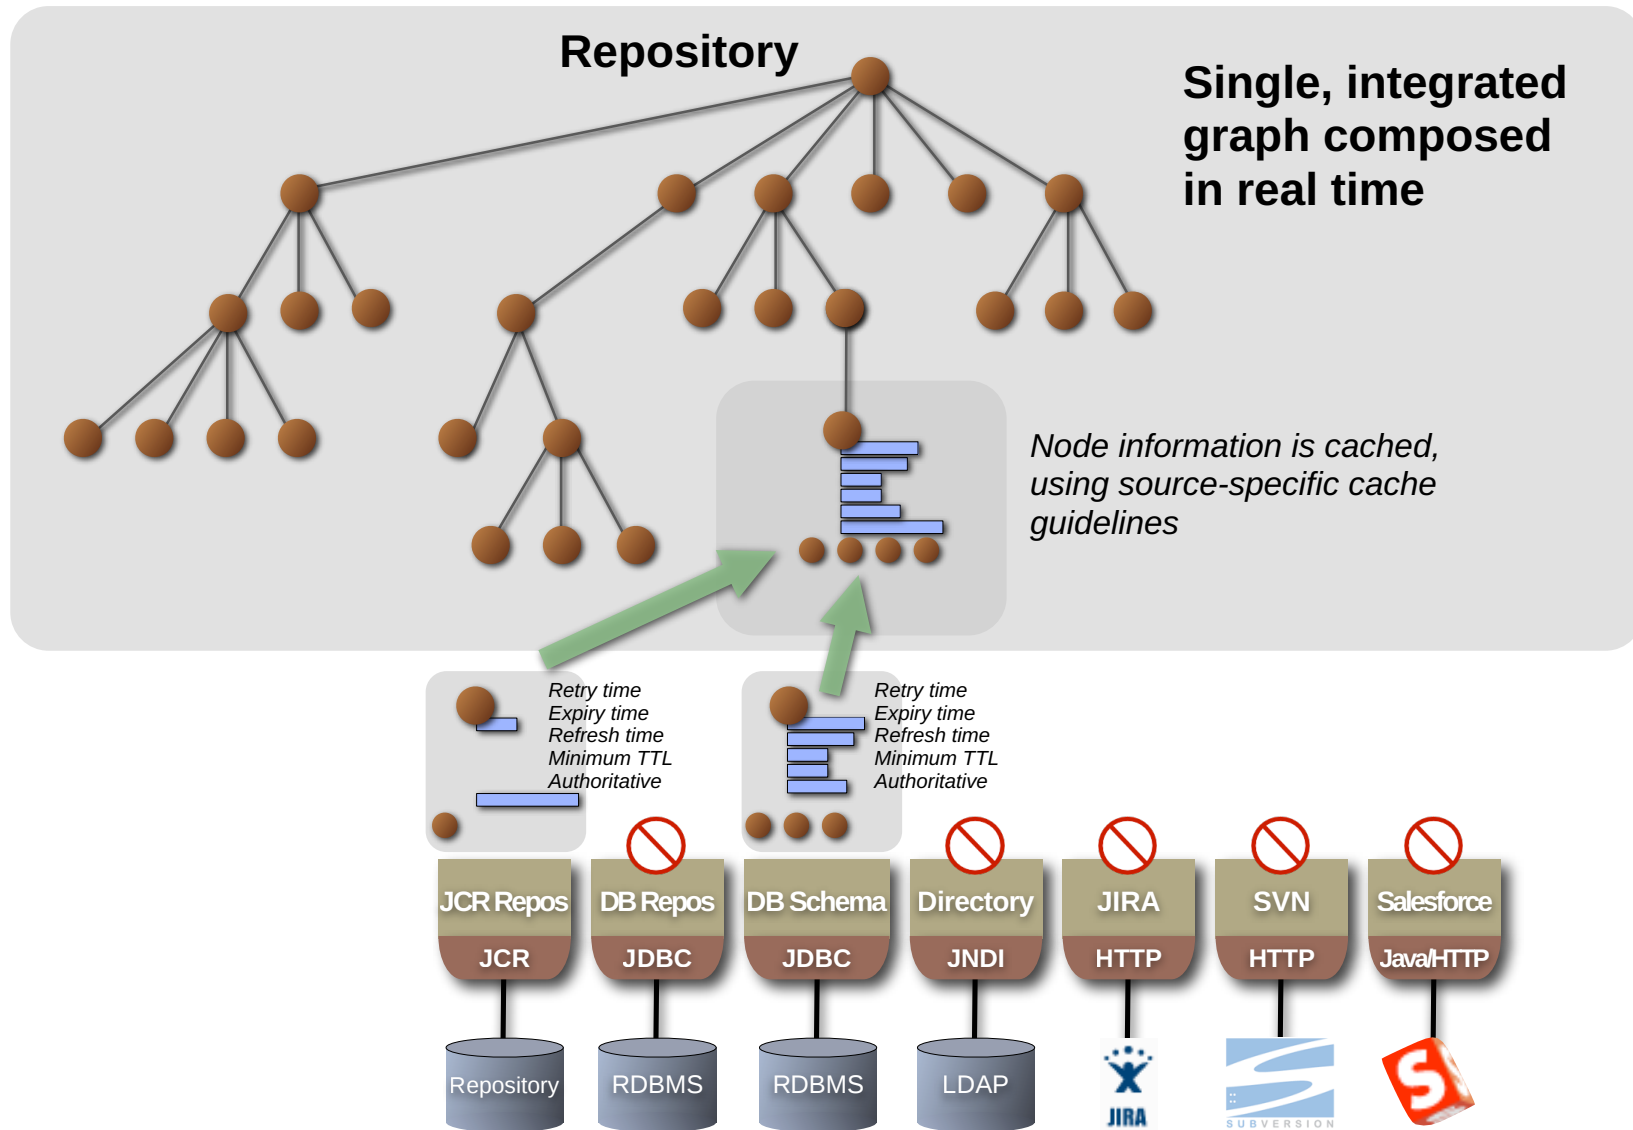 Repository
Single, integrated
graph composed
in real time
Node information is cached,
using source-specific cache
guidelines
Retry time
Expiry time
Refresh time
Minimum TTL
Authoritative
Retry time
Expiry time
Refresh time
Minimum TTL
Authoritative
JCR Repos
DB Repos
DB Schema
Directory
JIRA
SVN
Salesforce
JCR
JDBC
JDBC
JNDI
HTTP
HTTP
Java/HTTP
Repository
RDBMS
RDBMS
LDAP
JIRA
SUBVERSION
S